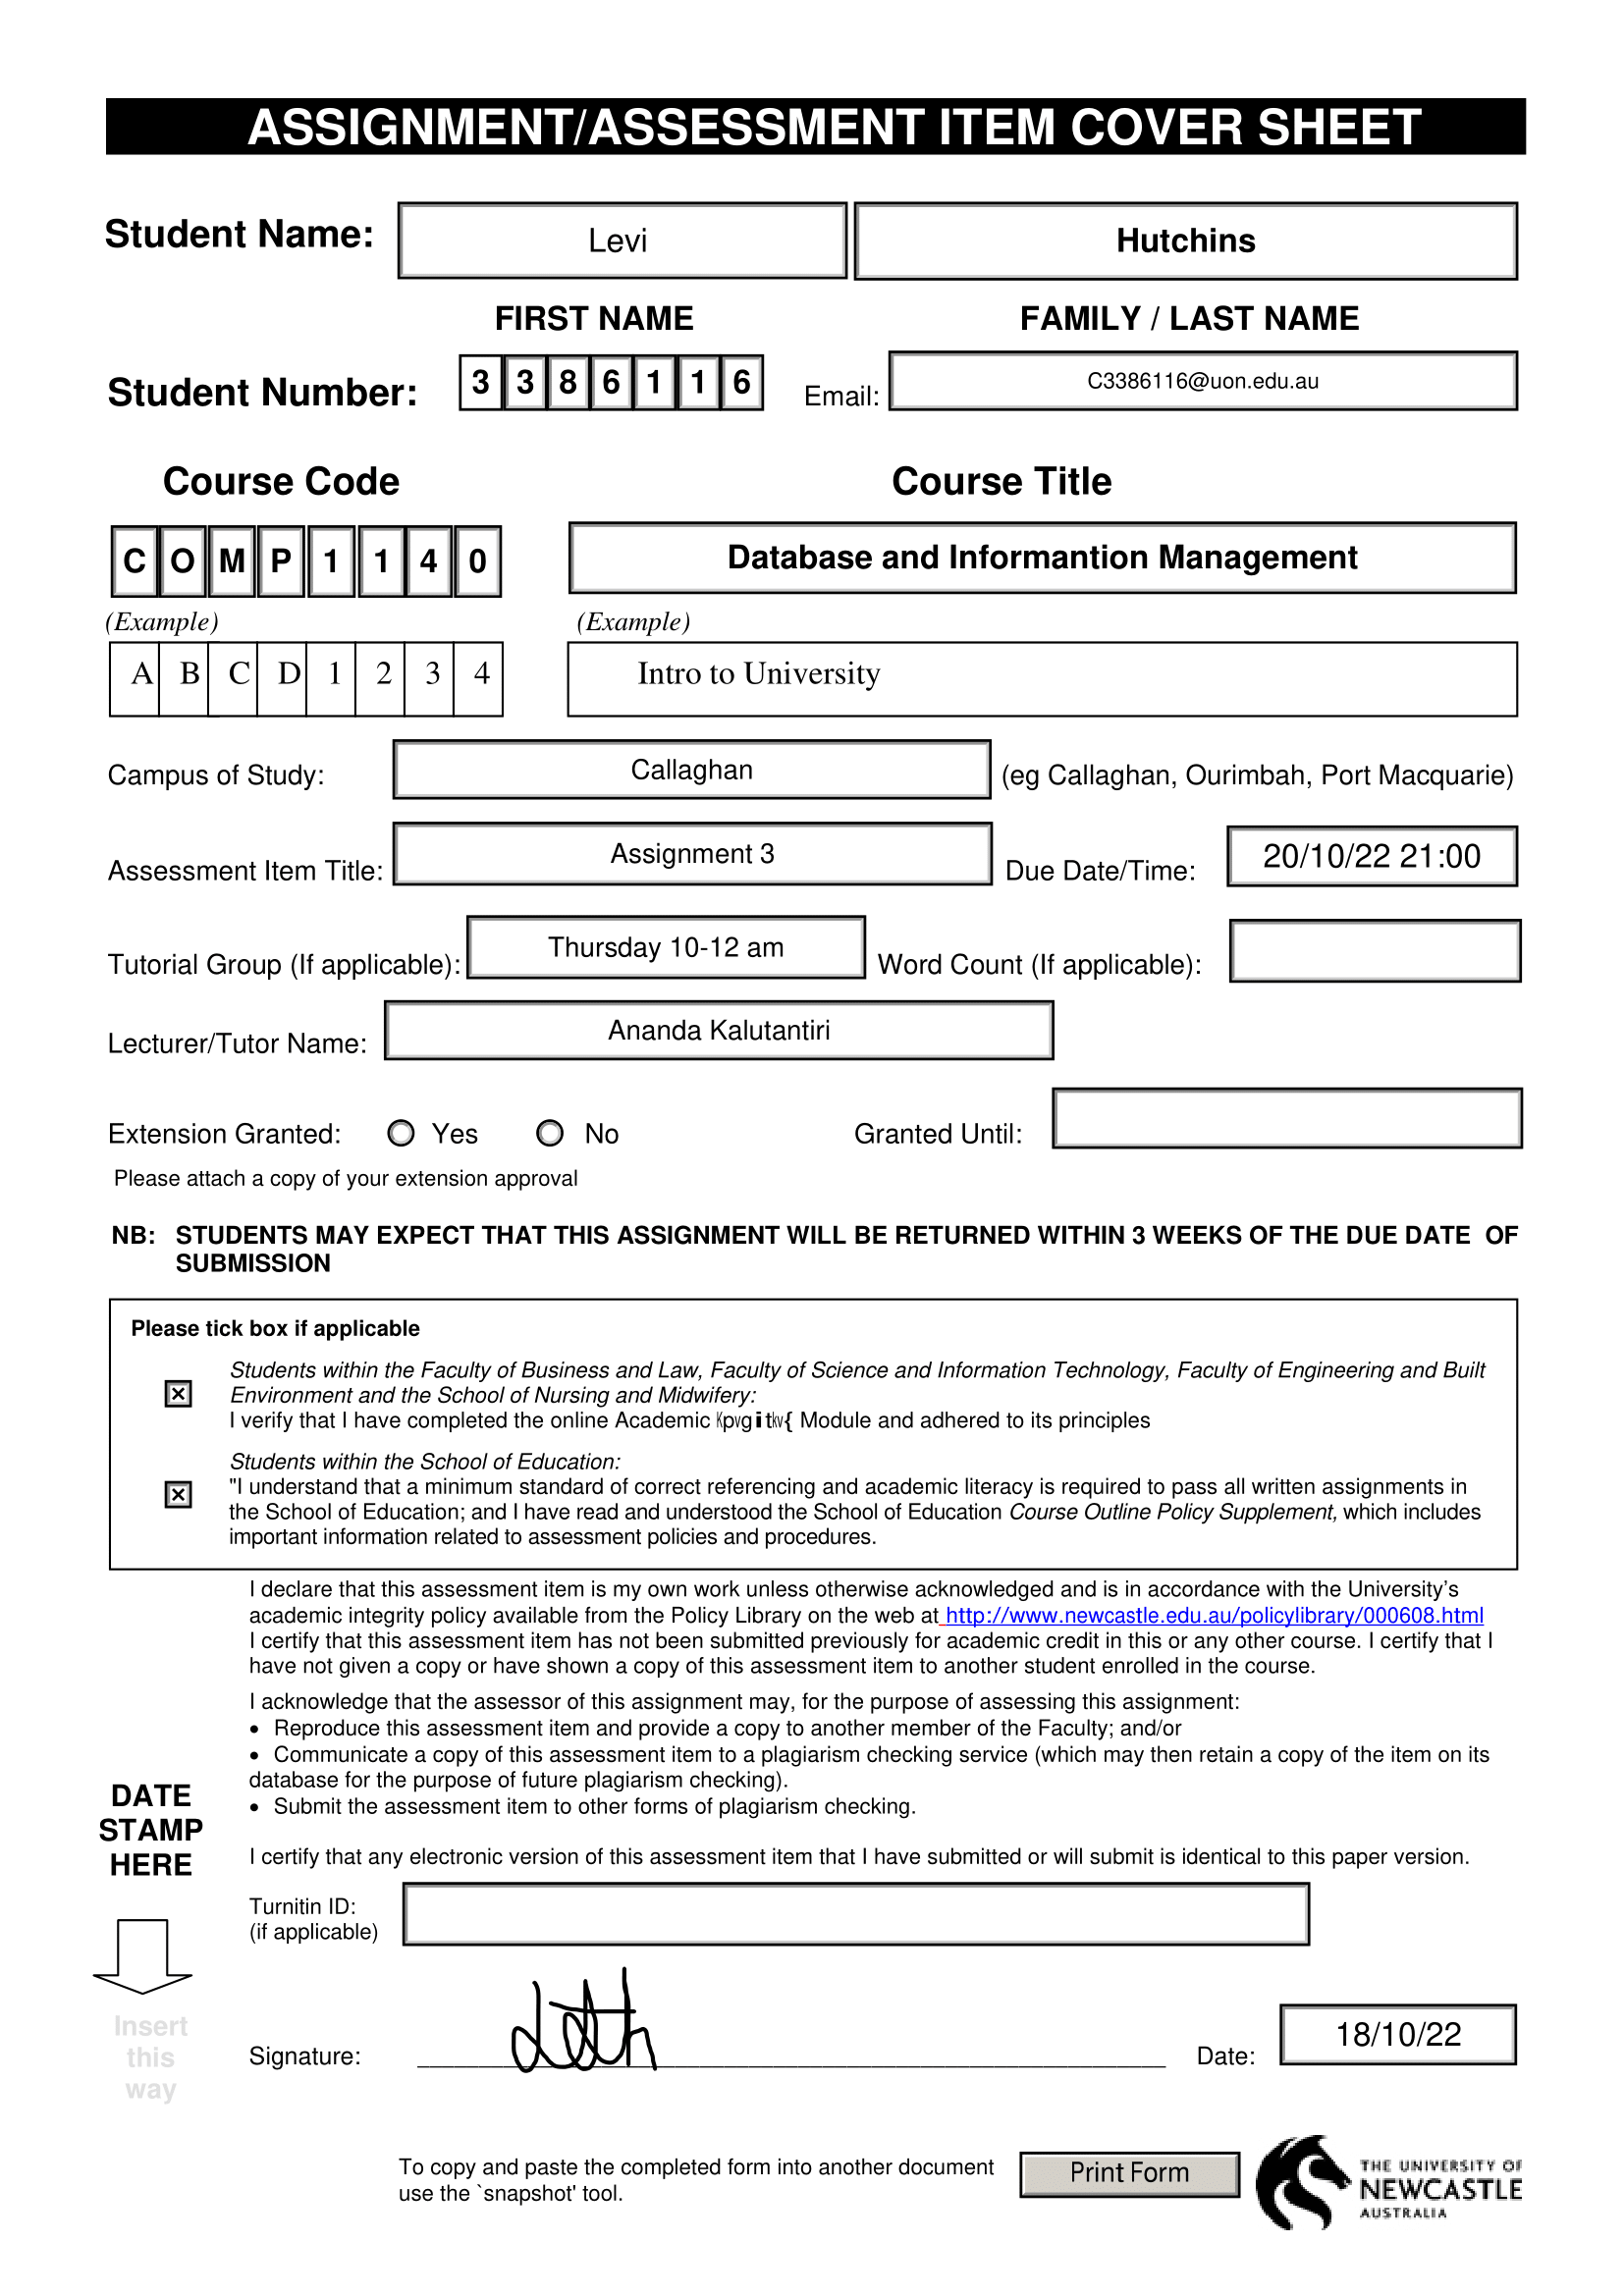 ASSIGNMENT/ASSESSMENT ITEM COVER SHEET
Student Name: Levi Hutchins
FIRST NAME FAMILY / LAST NAME
Student Number: 3 3 8 6 1 1 6 Email: C3386116@uon.edu.au
Course Code Course Title
C O M P 1 1 4 0 Database and Informantion Management
(Example) (Example)
A B C D 1 2 3 4 Intro to University
Campus of Study: Callaghan (eg Callaghan, Ourimbah, Port Macquarie)
Assessment Item Title: Assignment 3 Due Date/Time: 20/10/22 21:00
Tutorial Group (If applicable): Thursday 10-12 am Word Count (If applicable):
Lecturer/Tutor Name: Ananda Kalutantiri
Extension Granted: Yes No Granted Until:
Please attach a copy of your extension approval
NB: STUDENTS MAY EXPECT THAT THIS ASSIGNMENT WILL BE RETURNED WITHIN 3 WEEKS OF THE DUE DATE OF
SUBMISSION
Please tick box if applicable
Students within the Faculty of Business and Law, Faculty of Science and Information Technology, Faculty of Engineering and Built
Environment and the School of Nursing and Midwifery:
I verify that I have completed the online Academic Kpvgitkv{ Module and adhered to its principles
Students within the School of Education:
"I understand that a minimum standard of correct referencing and academic literacy is required to pass all written assignments in
the School of Education; and I have read and understood the School of Education Course Outline Policy Supplement, which includes
important information related to assessment policies and procedures.
I declare that this assessment item is my own work unless otherwise acknowledged and is in accordance with the University’s
academic integrity policy available from the Policy Library on the web at http://www.newcastle.edu.au/policylibrary/000608.html
I certify that this assessment item has not been submitted previously for academic credit in this or any other course. I certify that I
have not given a copy or have shown a copy of this assessment item to another student enrolled in the course.
I acknowledge that the assessor of this assignment may, for the purpose of assessing this assignment:
• Reproduce this assessment item and provide a copy to another member of the Faculty; and/or
• Communicate a copy of this assessment item to a plagiarism checking service (which may then retain a copy of the item on its
database for the purpose of future plagiarism checking).
• Submit the assessment item to other forms of plagiarism checking.
I certify that any electronic version of this assessment item that I have submitted or will submit is identical to this paper version.
DATE
STAMP
HERE
Turnitin ID:
(if applicable)
Insert
this
way
Signature: Date: 18/10/22
To copy and paste the completed form into another document
use the `snapshot' tool.
Print Form
THE UNIVERSITY OF
NEWCASTLE
AUSTRALIA